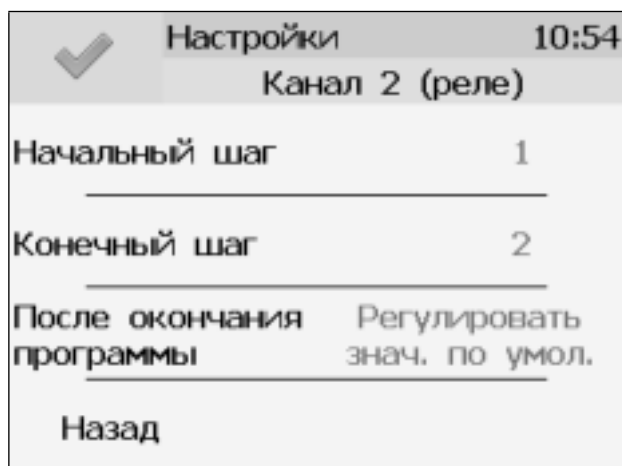 Настройки 10:54
Канал 2 (реле)
Начальный шаг 1
Конечный шаг 2
После окончания Регулировать
программы знач. по умол.
Назад